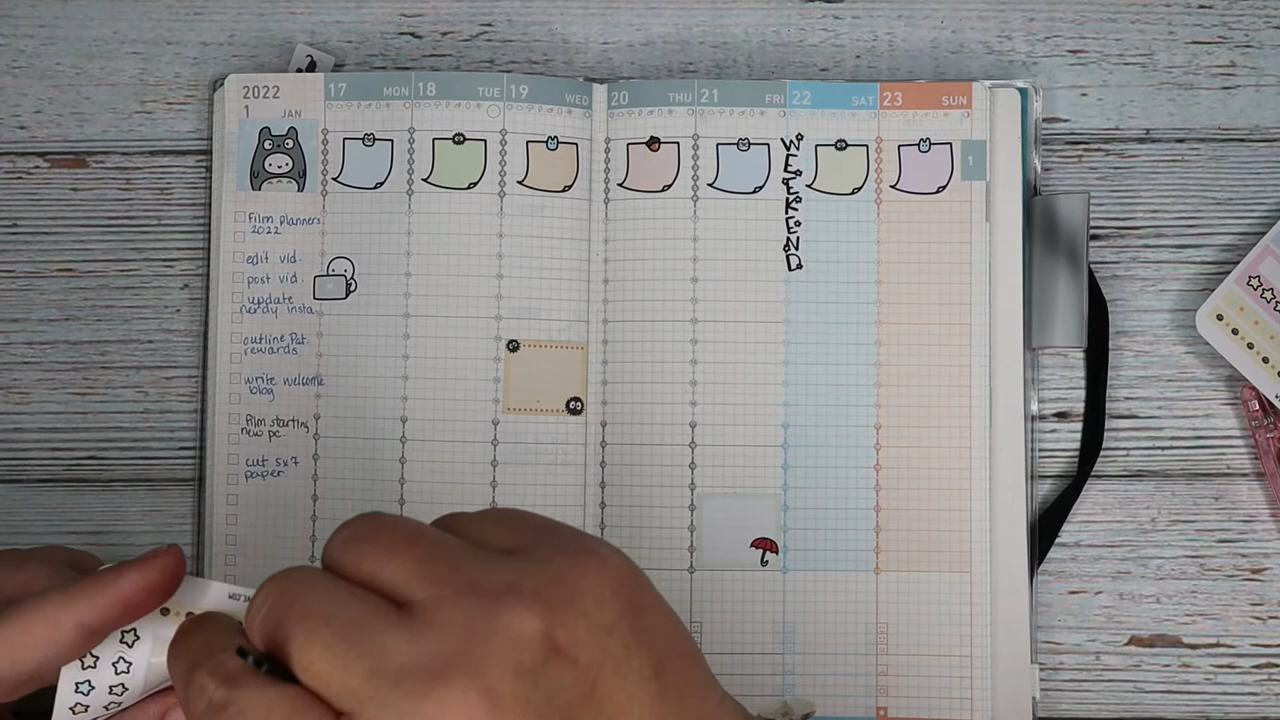 2022
1 JAN
17 MON
18 TUE
19 WED
20 THU
21 FRI
22 SAT
23 SUN
1
WEEKEND
Film planners
2022
edit vid.
post vid.
update
nerdy insta.
outline Pat.
rewards
write welcome
blog
Film starting
new pc.
cut 5x7
paper